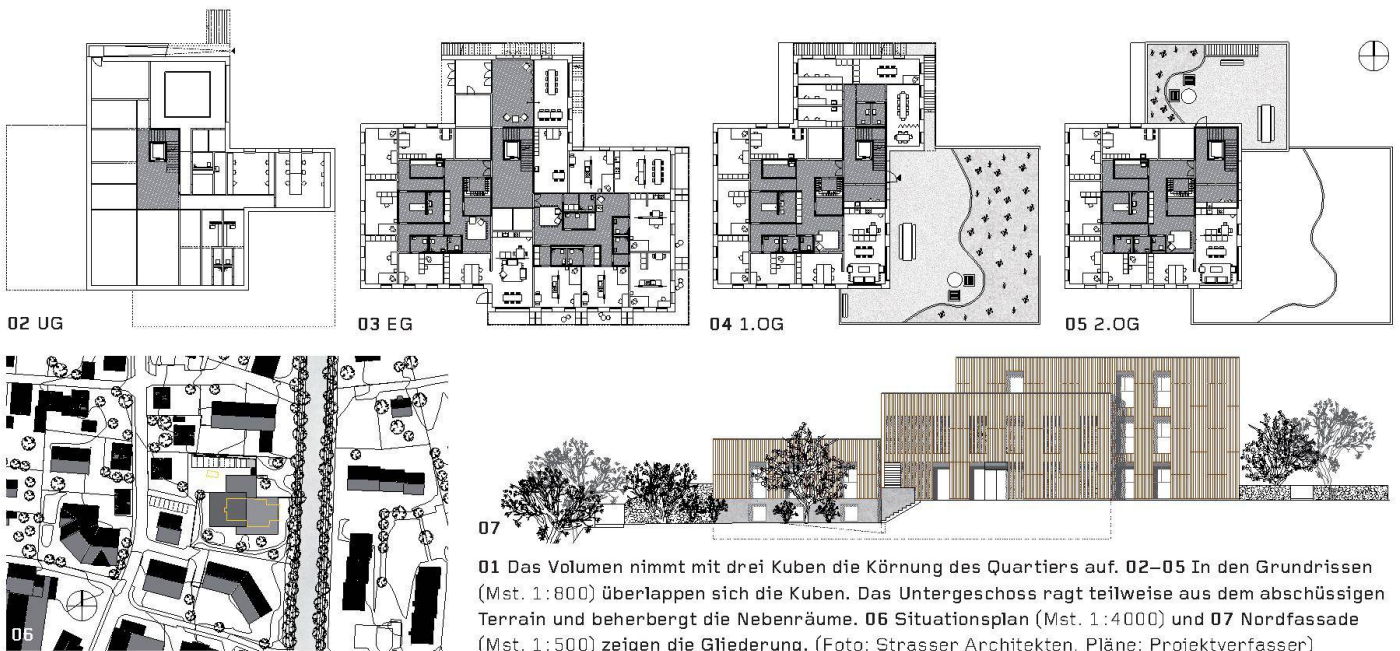 02 UG
03 EG
04 1.OG
05 2.OG
06
07
01 Das Volumen nimmt mit drei Kuben die Körnung des Quartiers auf. 02–05 In den Grundrissen
(Mst. 1:800) überlappen sich die Kuben. Das Untergeschoss ragt teilweise aus dem abschüssigen
Terrain und beherbergt die Nebenräume. 06 Situationsplan (Mst. 1:4000) und 07 Nordfassade
(Mst. 1:500) zeigen die Gliederung. (Foto: Strasser Architekten, Pläne: Projektverfasser)